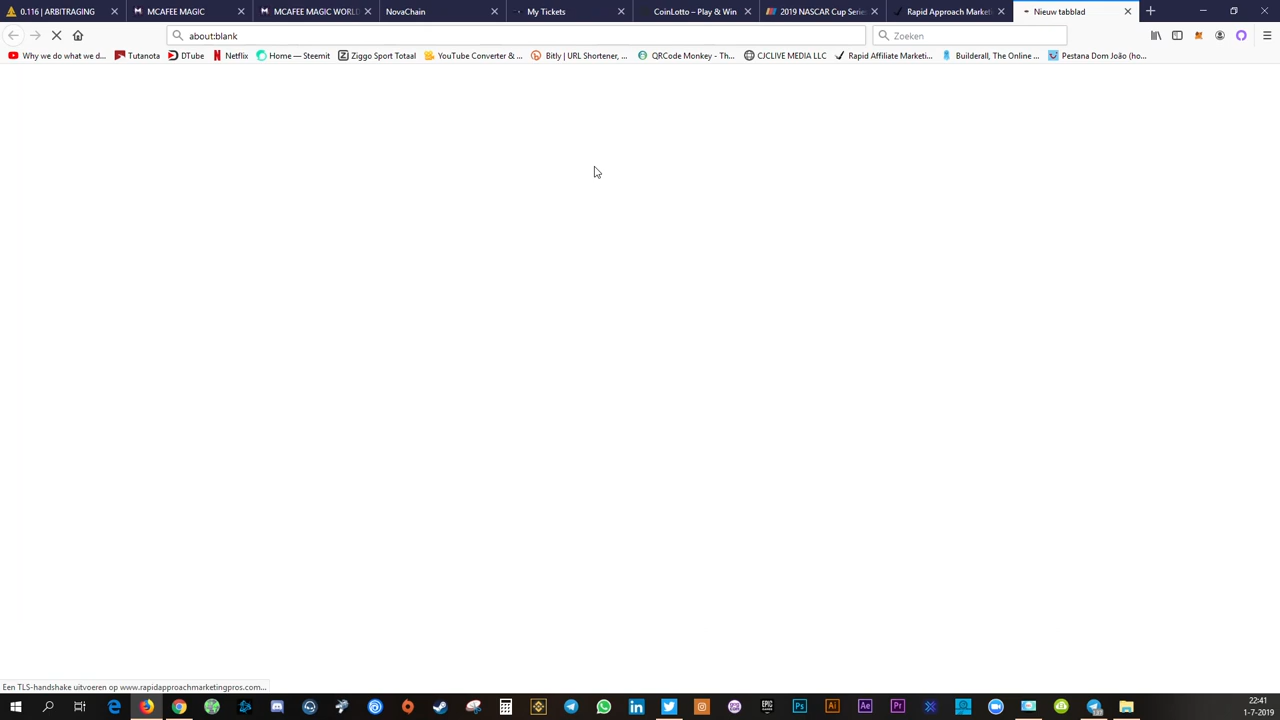 0.116 | ARBITRAGING
MCAFEE MAGIC
MCAFEE MAGIC WORLD
NovaChain
My Tickets
CoinLotto – Play & Win
2019 NASCAR Cup Serie
Rapid Approach Market
Nieuw tabblad
about:blank
Zoeken
Why we do what we d...
Tutanota
DTube
Netflix
Home — Steemit
Ziggo Sport Totaal
YouTube Converter & ...
Bitly | URL Shortener, ...
QRCode Monkey - Th...
CJCLIVE MEDIA LLC
Rapid Affiliate Marketi...
Builderall, The Online ...
Pestana Dom João (ho...
Een TLS-handshake uitvoeren op www.rapidapproachmarketingpros.com...
22:41
1-7-2019